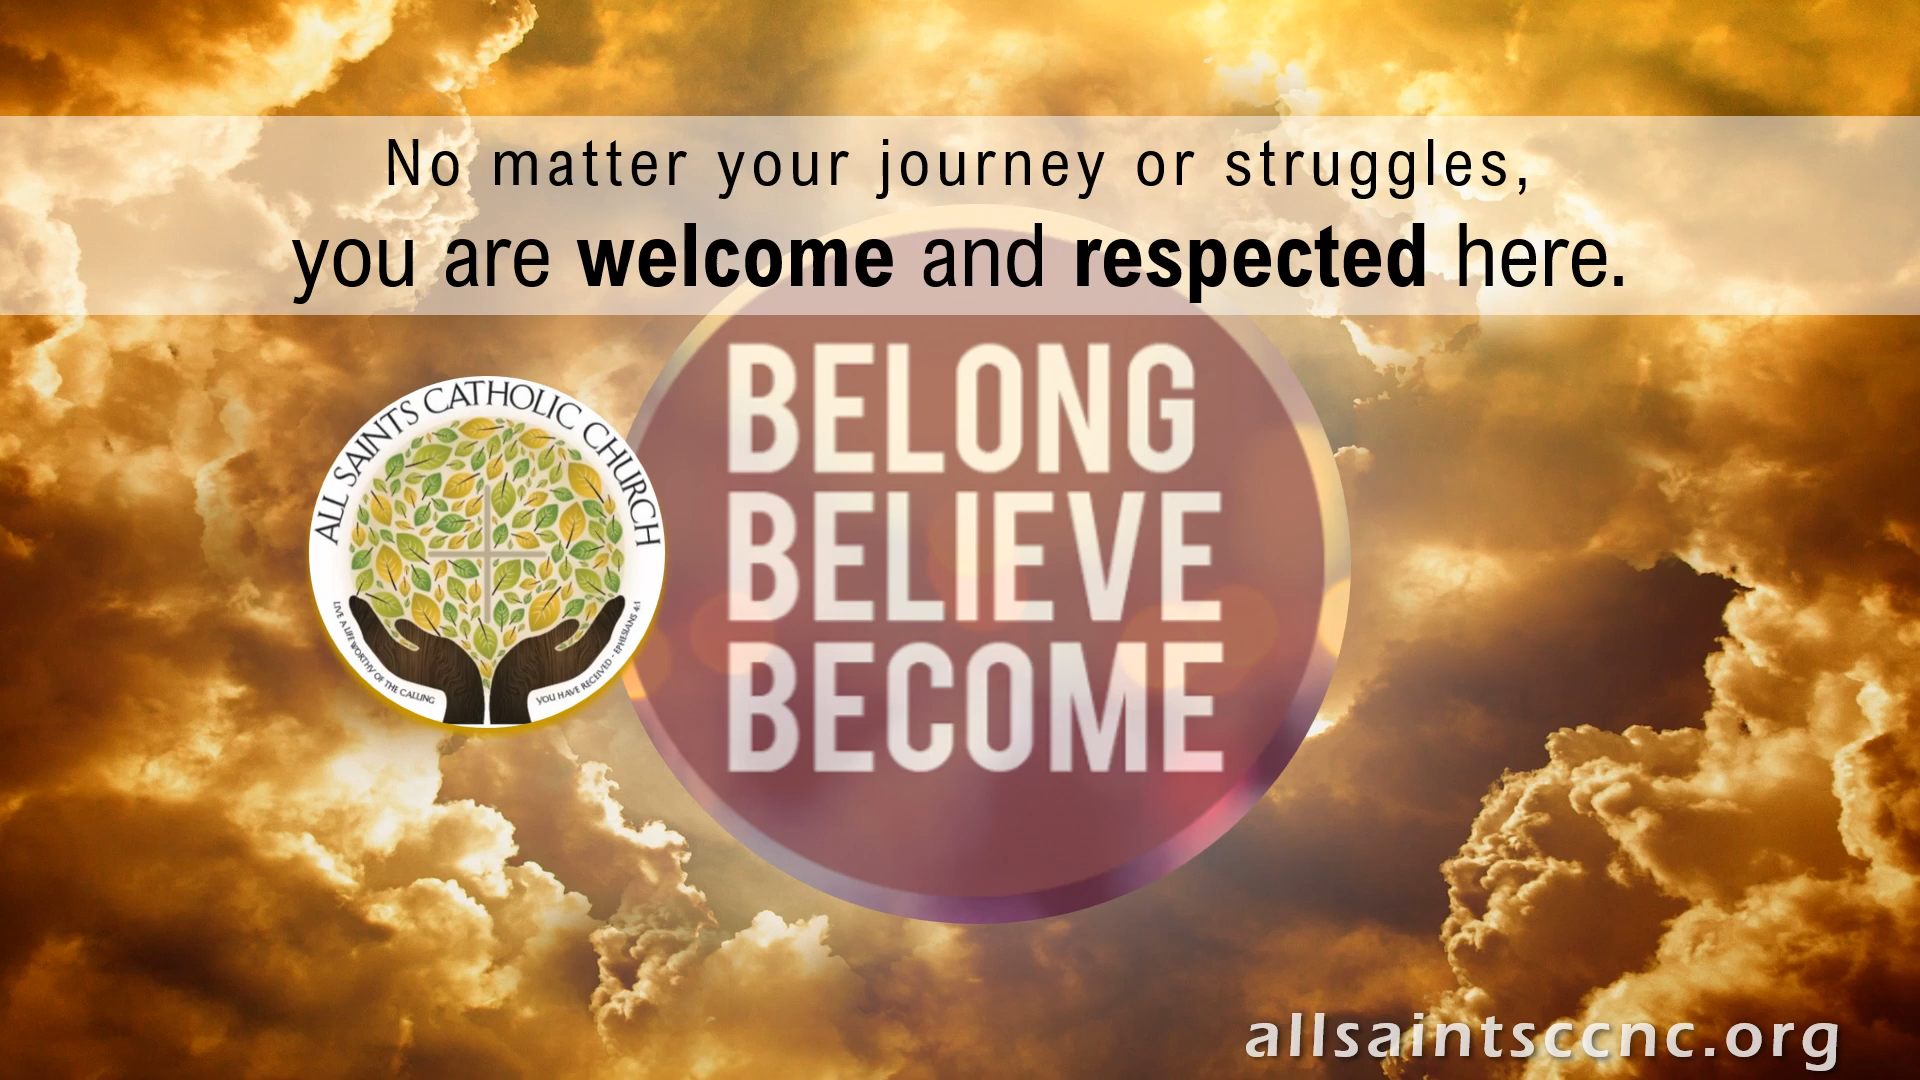 No matter your journey or struggles,
you are welcome and respected here.
ALL SAINTS CATHOLIC CHURCH
LIVE A LIFE WORTHY OF THE CALLING
YOU HAVE RECEIVED - EPHESIANS 4:1
BELONG
BELIEVE
BECOME
allsaintsccnc.org